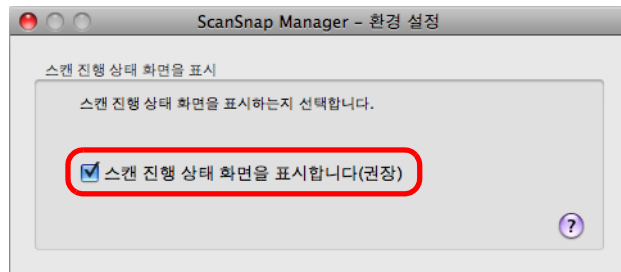 ScanSnap Manager – 환경 설정
스캔 진행 상태 화면을 표시
스캔 진행 상태 화면을 표시하는지 선택합니다.
스캔 진행 상태 화면을 표시합니다(권장)
?